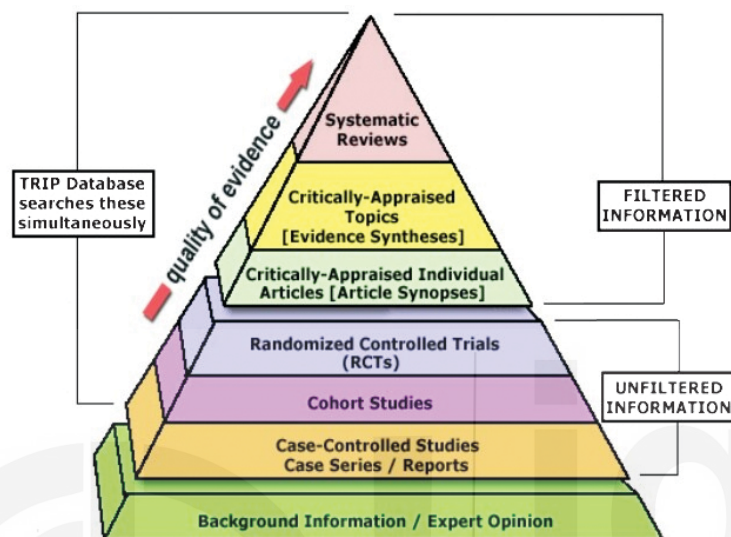 Systematic
Reviews
quality of evidence
TRIP Database
searches these
simultaneously
Critically-Appraised
Topics
[Evidence Syntheses]
FILTERED
INFORMATION
Critically-Appraised Individual
Articles [Article Synopses]
Randomized Controlled Trials
(RCTs)
UNFILTERED
INFORMATION
Cohort Studies
Case-Controlled Studies
Case Series / Reports
Background Information / Expert Opinion